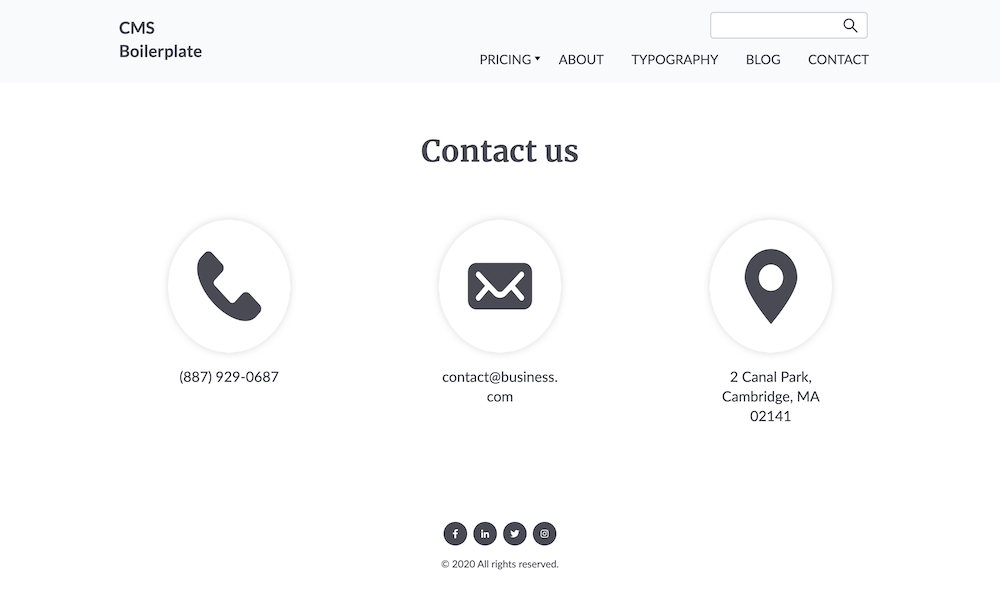 CMS
Boilerplate
PRICING ABOUT TYPOGRAPHY BLOG CONTACT
Contact us
(887) 929-0687
contact@business.
com
2 Canal Park,
Cambridge, MA
02141
© 2020 All rights reserved.